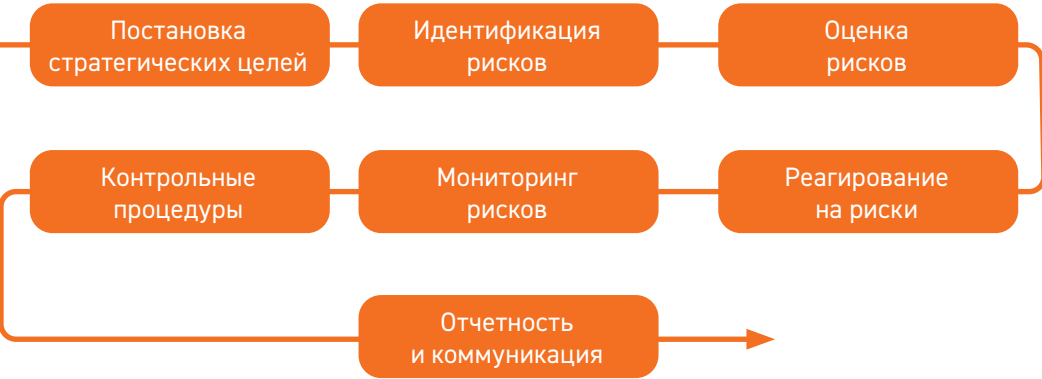 Постановка
стратегических целей
Идентификация
рисков
Оценка
рисков
Реагирование
на риски
Мониторинг
рисков
Контрольные
процедуры
Отчетность
и коммуникация